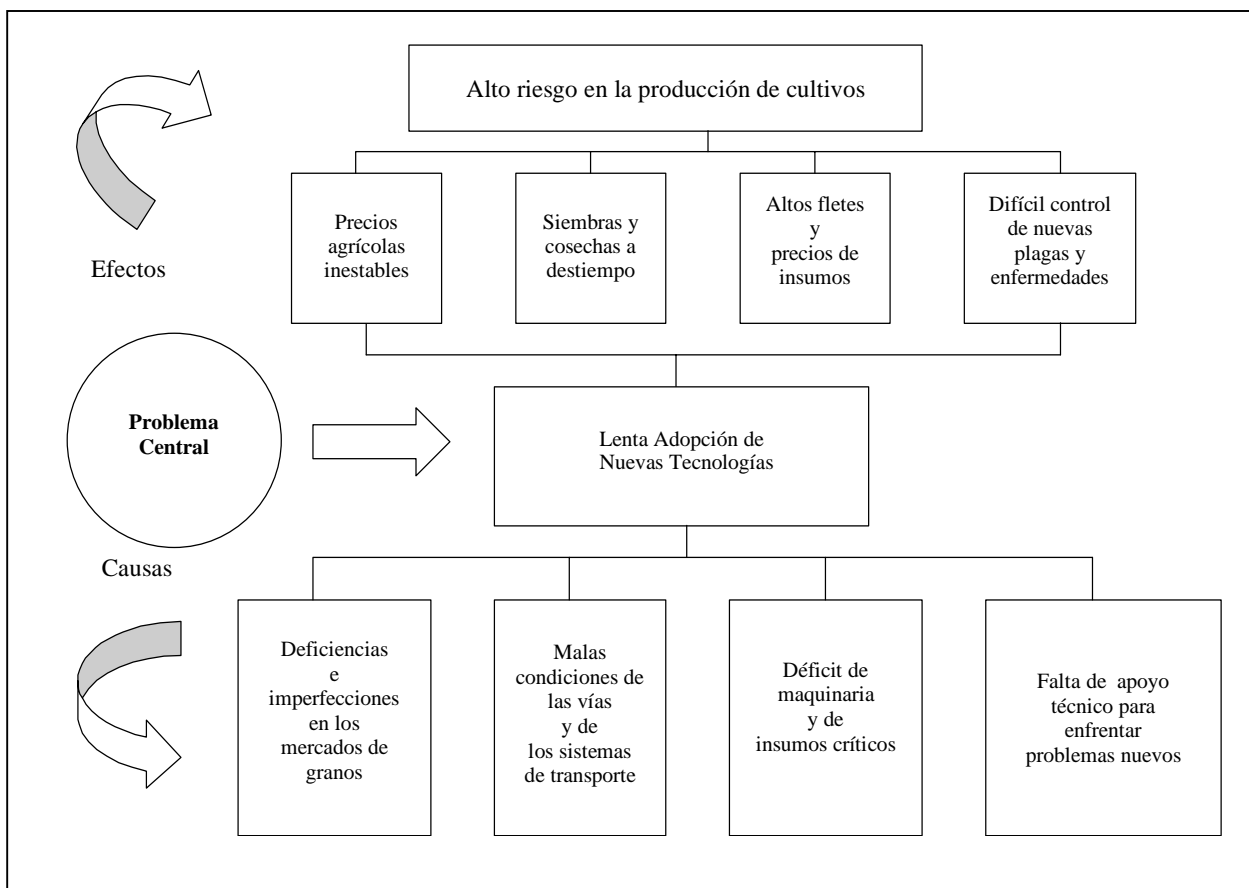 Alto riesgo en la producción de cultivos
Precios
agrícolas
inestables
Siembras y
cosechas a
destiempo
Altos fletes
y
precios de
insumos
Difícil control
de nuevas
plagas y
enfermedades
Efectos
Problema
Central
Lenta Adopción de
Nuevas Tecnologías
Causas
Deficiencias
e
imperfecciones
en los
mercados de
granos
Malas
condiciones de
las vías
y de
los sistemas
de transporte
Déficit de
maquinaria
y de
insumos críticos
Falta de apoyo
técnico para
enfrentar
problemas nuevos